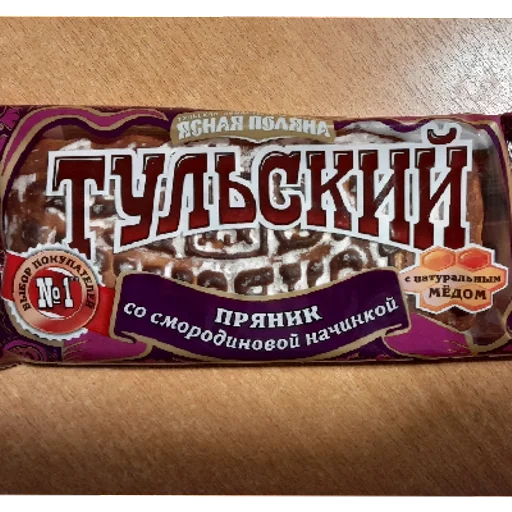 ЯСНАЯ ПОЛЯНА
ТУЛЬСКИЙ
ВЫБОР ПОКУПАТЕЛЕЙ
№1
с натуральным
МЁДОМ
ПРЯНИК
со смородиновой начинкой